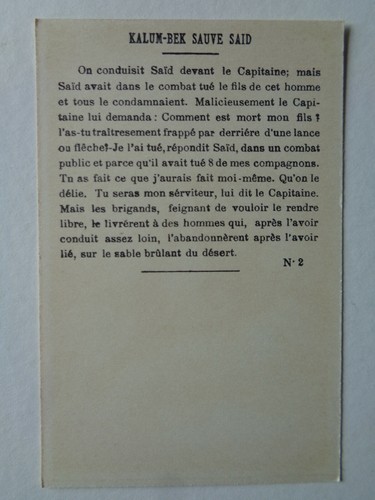 KALUM-BEK SAUVE SAID
On conduisit Saïd devant le Capitaine; mais
Saïd avait dans le combat tué le fils de cet homme
et tous le condamnaient. Malicieusement le Capi-
taine lui demanda : Comment est mort mon fils?
l'as-tu traîtresement frappé par derriére d'une lance
ou flèche?-Je l'ai tué, répondit Saïd, dans un combat
public et parce qu'il avait tué 8 de mes compagnons.
Tn as fait ce que j'aurais fait moi-même. Qu'on le
délie. Tu seras mon sérviteur, lui dit le Capitaine.
Mais les brigands, feignant de vouloir le rendre
libre, le livrérent à des hommes qui, après l'avoir
conduit assez loin, l'abandounèrent après l'avoir
lié, sur le sable brûlant du désert.
N· 2